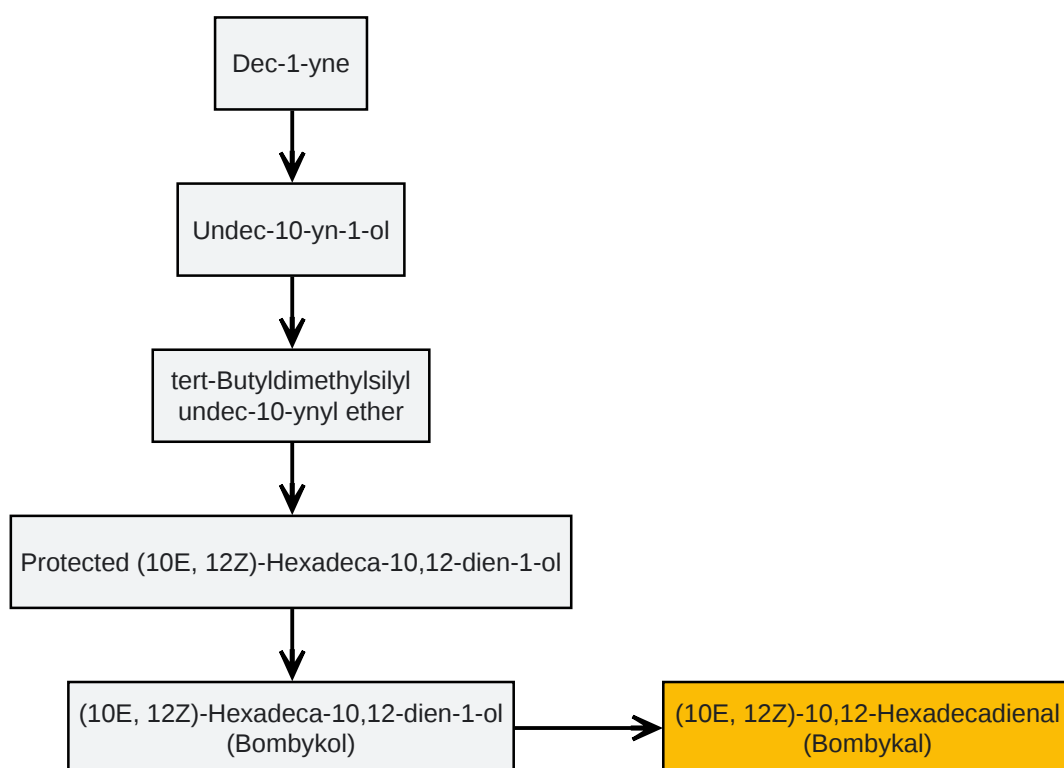 Dec-1-yne
Undec-10-yn-1-ol
tert-Butyldimethylsilyl
undec-10-ynyl ether
Protected (10E, 12Z)-Hexadeca-10,12-dien-1-ol
(10E, 12Z)-Hexadeca-10,12-dien-1-ol
(Bombykol)
(10E, 12Z)-10,12-Hexadecadienal
(Bombykal)